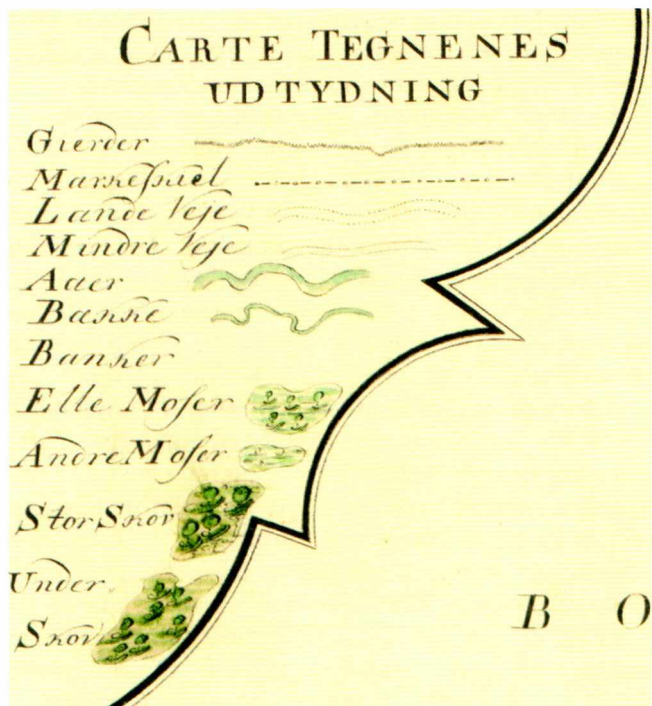 CARTE TEGNENES
UDTYDNING
Gierder
Markeskiel
Lande Veje
Mindre Veje
Aaer
Bække
Banker
Elle Moser
Andre Moser
Stor Skov
Under
Skov
B O